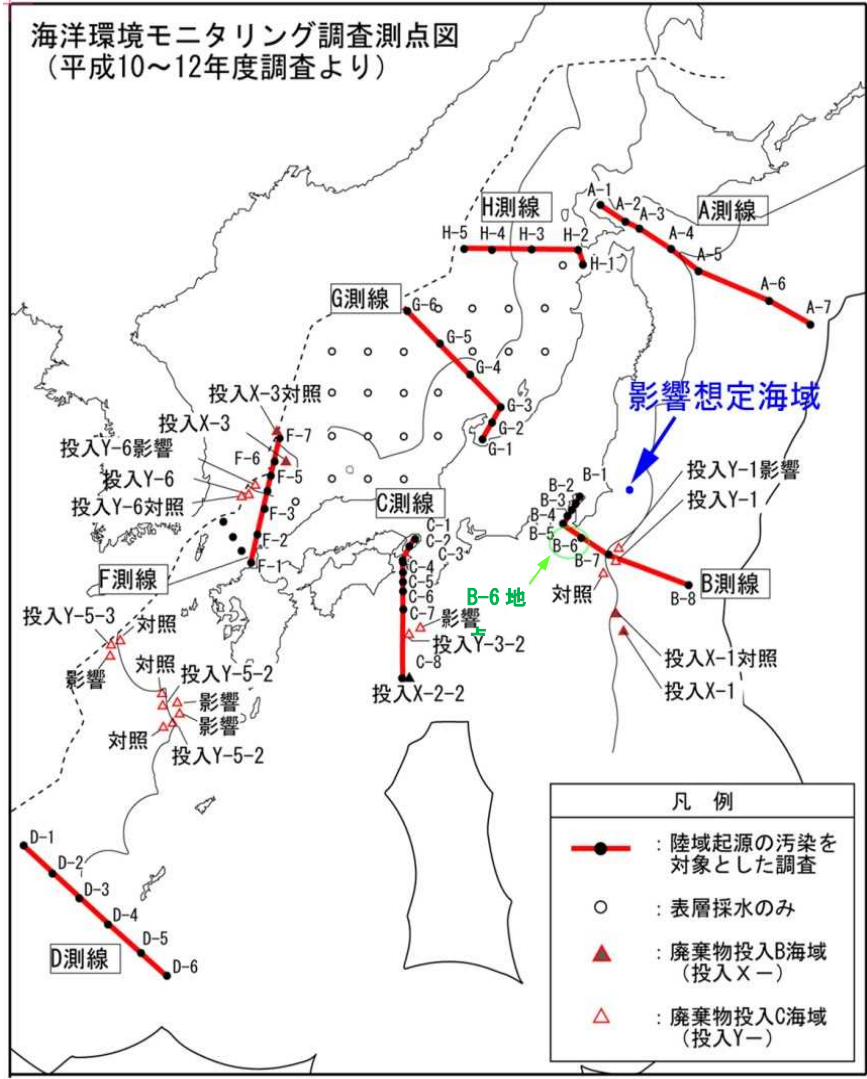 海洋環境モニタリング調査測点図
(平成10～12年度調査より)
A-1
A-2
A-3
A測線
A-4
A-5
A-6
A-7
H測線
H-5
H-4
H-3
H-2
H-1
G測線
G-6
G-5
G-4
G-3
G-2
G-1
影響想定海域
投入X-3対照
投入X-3
投入Y-6影響
投入Y-6
投入Y-6対照
F-7
F-6
F-5
F-3
F-2
F-1
F測線
C測線
C-1
C-2
C-3
C-4
C-5
C-6
C-7
C-8
影響
投入Y-3-2
投入X-2-2
B-1
B-2
B-3
B-4
B-5
B-6
B-7
B-8
B測線
B-6 地
点
投入Y-1影響
投入Y-1
対照
投入X-1対照
投入X-1
投入Y-5-3
対照
影響
対照
投入Y-5-2
影響
影響
対照
投入Y-5-2
D-1
D-2
D-3
D-4
D-5
D-6
D測線
凡 例
：陸域起源の汚染を
対象とした調査
：表層採水のみ
：廃棄物投入B海域
(投入X－)
：廃棄物投入C海域
(投入Y－)